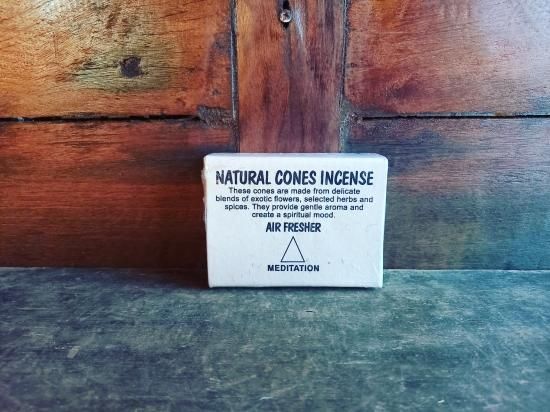 NATURAL CONES INCENSE
These cones are made from delicate
blends of exotic flowers, selected herbs and
spices. They provide gentle aroma and
create a spiritual mood.
AIR FRESHER
MEDITATION